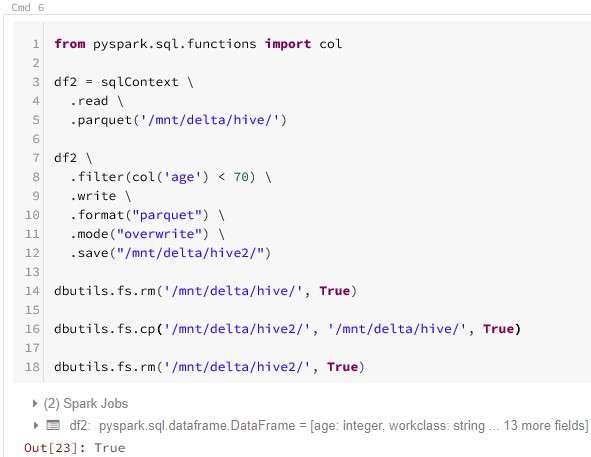 Cmd 6
1 from pyspark.sql.functions import col
2
3 df2 = sqlContext \
4   .read \
5   .parquet('/mnt/delta/hive/')
6
7 df2 \
8   .filter(col('age') < 70) \
9   .write \
10   .format("parquet") \
11   .mode("overwrite") \
12   .save("/mnt/delta/hive2/")
13
14 dbutils.fs.rm('/mnt/delta/hive/', True)
15
16 dbutils.fs.cp('/mnt/delta/hive2/', '/mnt/delta/hive/', True)
17
18 dbutils.fs.rm('/mnt/delta/hive2/', True)
(2) Spark Jobs
df2: pyspark.sql.dataframe.DataFrame = [age: integer, workclass: string ... 13 more fields]
Out[23]: True